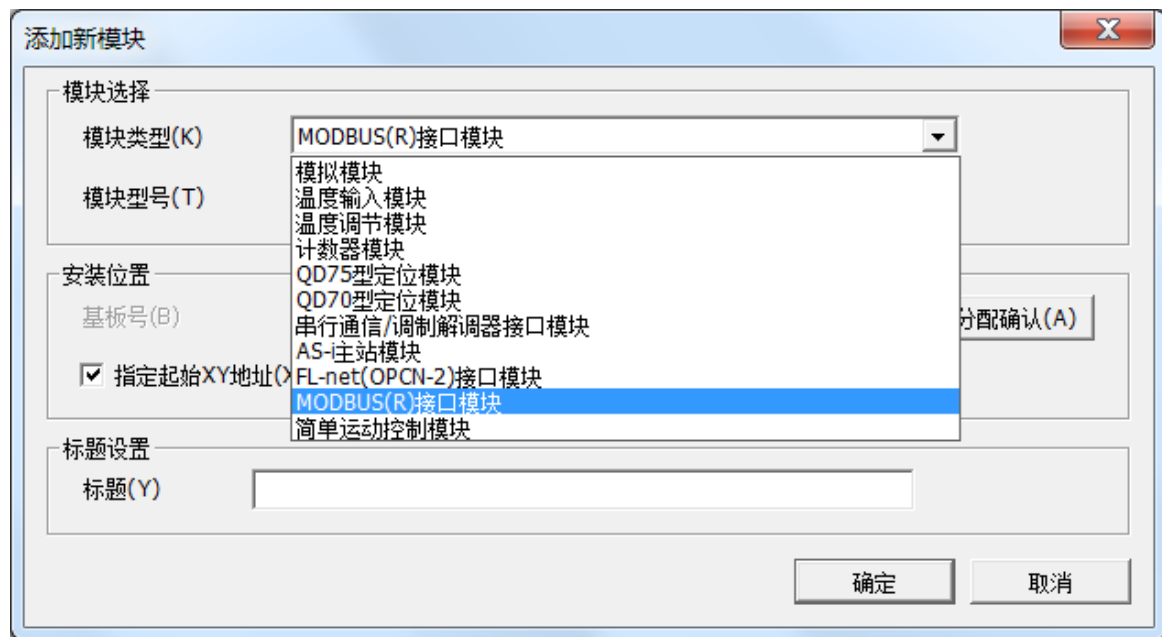 添加新模块
模块选择
模块类型(K)
MODBUS(R)接口模块
模拟模块
模块型号(T)
温度输入模块
温度调节模块
计数器模块
安装位置
QD75型定位模块
基板号(B)
QD70型定位模块
分配确认(A)
串行通信/调制解调器接口模块
AS-i主站模块
指定起始XY地址(X
FL-net(OPCN-2)接口模块
MODBUS(R)接口模块
简单运动控制模块
标题设置
标题(Y)
确定
取消